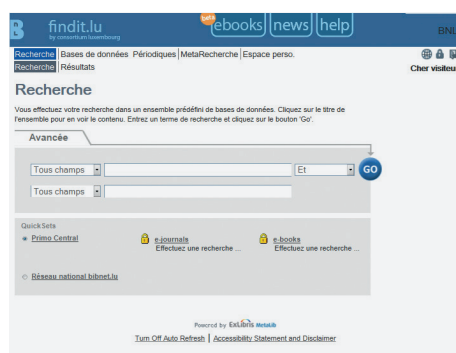 findit.lu
by consortium luxembourg
beta
ebooks news help
BNL
Recherche Bases de données Périodiques MetaRecherche Espace perso.
Recherche Résultats
Cher visiteu
Recherche
Vous effectuez votre recherche dans un ensemble prédéfini de bases de données. Cliquez sur le titre de
l'ensemble pour en voir le contenu. Entrez un terme de recherche et cliquez sur le bouton 'Go'.
Avancée
Tous champs Et GO
Tous champs
QuickSets
Primo Central e-journals e-books
Effectuez une recherche ... Effectuez une recherche ...
Réseau national bibnet.lu
Powered by ExLibris MetaLib
Turn Off Auto Refresh | Accessibility Statement and Disclaimer